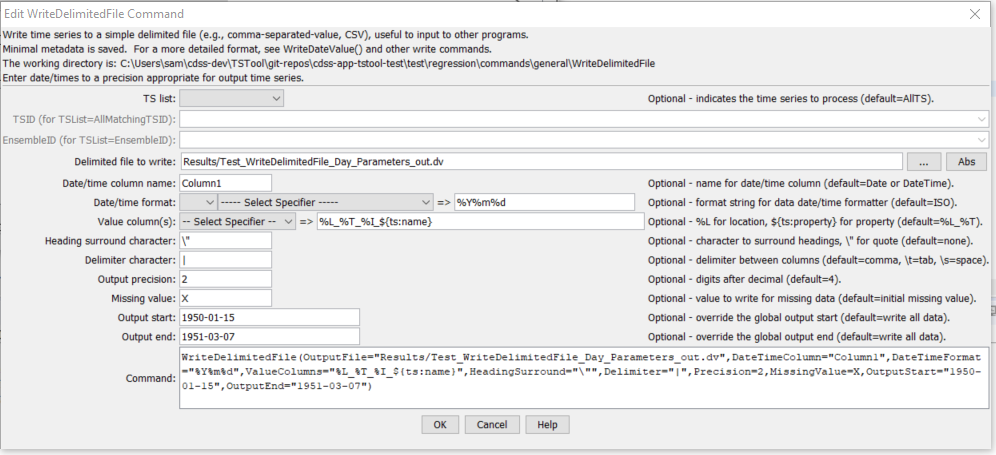 Edit WriteDelimitedFile Command
Write time series to a simple delimited file (e.g., comma-separated-value, CSV), useful to input to other programs.
Minimal metadata is saved.  For a more detailed format, see WriteDateValue() and other write commands.
The working directory is: C:\Users\sam\cdss-dev\TSTool\git-repos\cdss-app-tstool-test\test\regression\commands\general\WriteDelimitedFile
Enter date/times to a precision appropriate for output time series.
TS list: Optional - indicates the time series to process (default=AllTS).
TSID (for TSList=AllMatchingTSID):
EnsembleID (for TSList=EnsembleID):
Delimited file to write: Results/Test_WriteDelimitedFile_Day_Parameters_out.dv ... Abs
Date/time column name: Column1 Optional - name for date/time column (default=Date or DateTime).
Date/time format: ----- Select Specifier ----- => %Y%m%d Optional - format string for data date/time formatter (default=ISO).
Value column(s): -- Select Specifier -- => %L_%T_%I_${ts:name} Optional - %L for location, ${ts:property} for property (default=%L_%T).
Heading surround character: \" Optional - character to surround headings, \" for quote (default=none).
Delimiter character: | Optional - delimiter between columns (default=comma, \t=tab, \s=space).
Output precision: 2 Optional - digits after decimal (default=4).
Missing value: X Optional - value to write for missing data (default=initial missing value).
Output start: 1950-01-15 Optional - override the global output start (default=write all data).
Output end: 1951-03-07 Optional - override the global output end (default=write all data).
Command: WriteDelimitedFile(OutputFile="Results/Test_WriteDelimitedFile_Day_Parameters_out.dv",DateTimeColumn="Column1",DateTimeFormat
="%Y%m%d",ValueColumns="%L_%T_%I_${ts:name}",HeadingSurround="\"",Delimiter="|",Precision=2,MissingValue=X,OutputStart="1950-
01-15",OutputEnd="1951-03-07")
OK Cancel Help